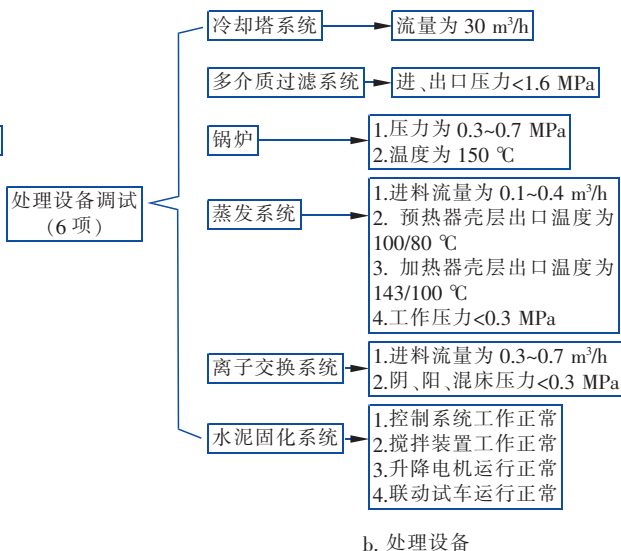 冷却塔系统
流量为 30 m³/h
多介质过滤系统
进、出口压力<1.6 MPa
锅炉
1.压力为 0.3~0.7 MPa
2.温度为 150 ℃
处理设备调试
(6 项)
蒸发系统
1.进料流量为 0.1~0.4 m³/h
2. 预热器壳层出口温度为
100/80 ℃
3. 加热器壳层出口温度为
143/100 ℃
4.工作压力<0.3 MPa
离子交换系统
1.进料流量为 0.3~0.7 m³/h
2.阴、阳、混床压力<0.3 MPa
水泥固化系统
1.控制系统工作正常
2.搅拌装置工作正常
3.升降电机运行正常
4.联动试车运行正常
b. 处理设备